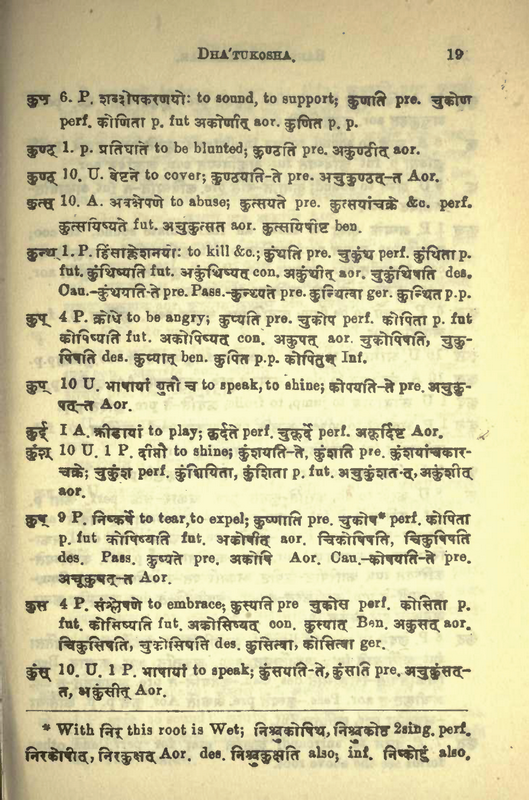 DHA'TUKOSHA. 19
कुण 6. P. शब्दोपकरणयोः to sound, to support; कुणति pre. चुकोण
perf. कोणिता p. fut अकोणीत् aor. कुणित p. p.
कुण्ठ् 1. p. प्रतिघाते to be blunted; कुण्ठति pre. अकुण्ठीत् aor.
कुण्ठ् 10. U. वेष्टने to cover; कुण्ठयति-ते pre. अचुकुण्ठत्-त Aor.
कुत्स् 10. A. अवक्षेपणे to abuse; कुत्सयते pre. कुत्सयांचक्रे &c. perf.
कुत्सयिष्यते fut. अचुकुत्सत aor. कुत्सयिषीष्ट ben.
कुन्थ् 1. P. हिंसाक्लेशनयोः to kill &c.; कुंथति pre. चुकुंथ perf. कुंथिता p.
fut. कुंथिष्यति fut. अकुंथिष्यत् con. अकुंथीत् aor. चुकुंथिषति des.
Cau.-कुंथयति-ते pre. Pass.-कुन्थ्यते pre. कुन्थित्वा ger. कुन्थित p.p.
कुप् 4 P. क्रोधे to be angry; कुप्यति pre. चुकोप perf. कोपिता p. fut
कोपिष्यति fut. अकोपिष्यत् con. अकुपत् aor. चुकोपिषति, चुकु-
पिषति des. कुप्यात् ben. कुपित p.p. कोपितुम् Inf.
कुप् 10 U. भाषायां द्युतौ च to speak, to shine; कोपयति-ते pre. अचुकु-
पत्-त Aor.
कुर्द् I A. क्रीडायां to play; कूर्दते perf. चुकूर्दे perf. अकूर्दिष्ट Aor.
कुंश् 10 U. 1 P. दीप्तौ to shine; कुंशयति-ते, कुंशति pre. कुंशयांचकार-
चक्रे; चुकुंश perf. कुंशयिता, कुंशिता p. fut. अचुकुंशत्-त, अकुंशीत्
aor.
कुष् 9 P. निष्कर्षे to tear, to expel; कुष्णाति pre. चुकोष* perf. कोषिता
p. fut कोषिष्यति fut. अकोषीत् aor. चिकोषिषति, चिकुषिषति
des. Pass. कुष्यते pre. अकोषि Aor. Cau.-कोषयति-ते pre.
अचूकुषत्-त Aor.
कुस 4 P. संश्लेषणे to embrace; कुस्यति pre चुकोस perf. कोसिता p.
fut. कोसिष्यति fut. अकोसिष्यत् con. कुस्यात् Ben. अकुसत् aor.
चिकुसिषति, चुकोसिषति des. कुसित्वा, कोसित्वा ger.
कुंस् 10. U. 1 P. भाषायां to speak; कुंसयति-ते, कुंसति pre. अचुकुंसत्-
त, अकुंसीत् Aor.
* With निर् this root is Wet; निश्चुकोषिथ, निश्चुकोष्ठ 2sing. perf.
निरकोषीत्, निरकुक्षत् Aor. des. निश्चुकुक्षति also; inf. निष्कोष्टुं also.